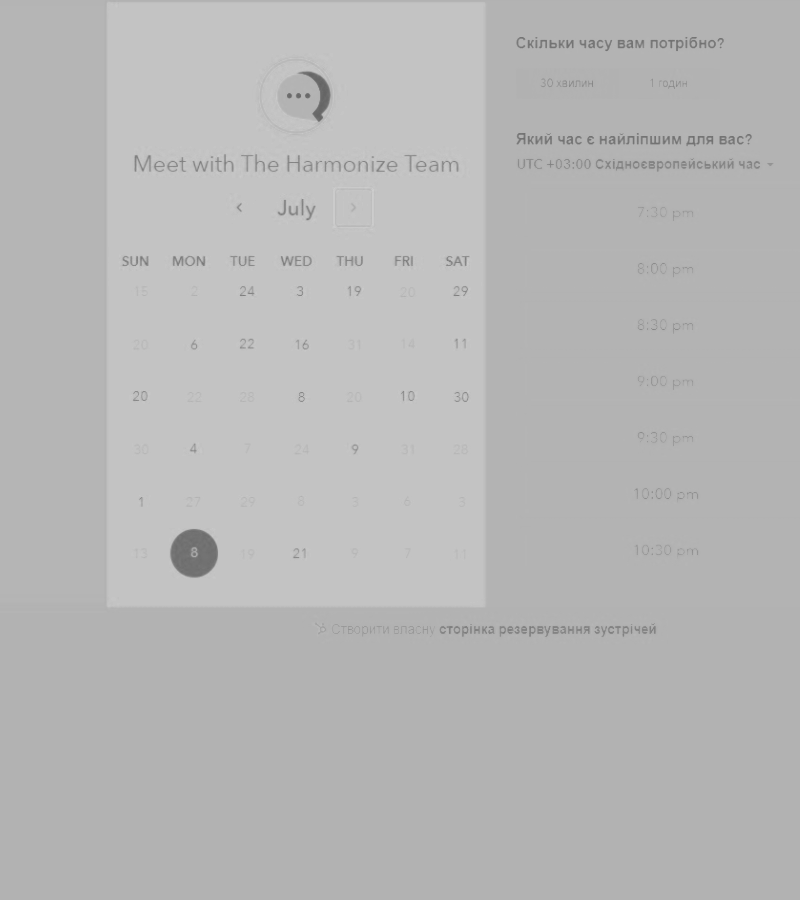 Meet with The Harmonize Team
July
SUN MON TUE WED THU FRI SAT
15 2 24 3 19 20 29
20 6 22 16 31 14 11
20 22 28 8 20 10 30
30 4 7 24 9 31 28
1 27 29 8 3 6 3
13 8 19 21 9 7 11
Скільки часу вам потрібно?
30 хвилин 1 годин
Який час є найліпшим для вас?
UTC +03:00 Східноєвропейський час
7:30 pm
8:00 pm
8:30 pm
9:00 pm
9:30 pm
10:00 pm
10:30 pm
Створити власну сторінка резервування зустрічей